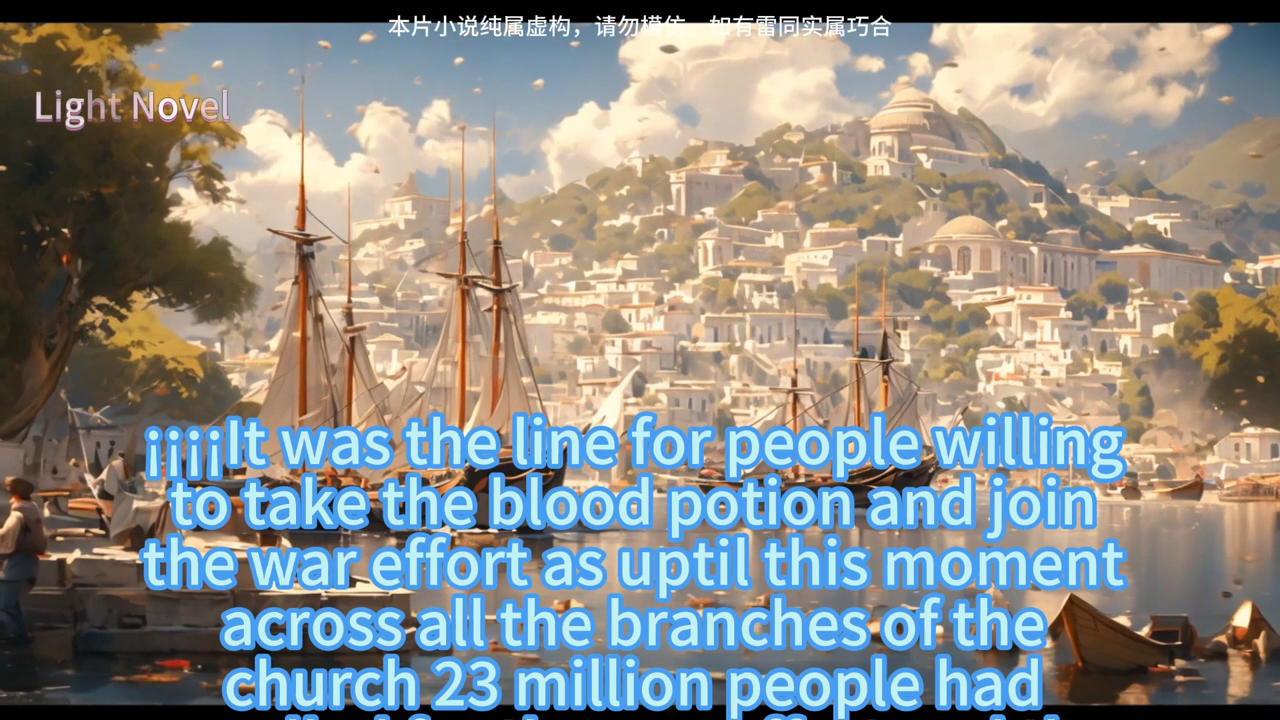 本片小说纯属虚构，请勿模仿，如有雷同实属巧合
Light Novel
¡¡¡¡It was the line for people willing
to take the blood potion and join
the war effort as uptil this moment
across all the branches of the
church 23 million people had